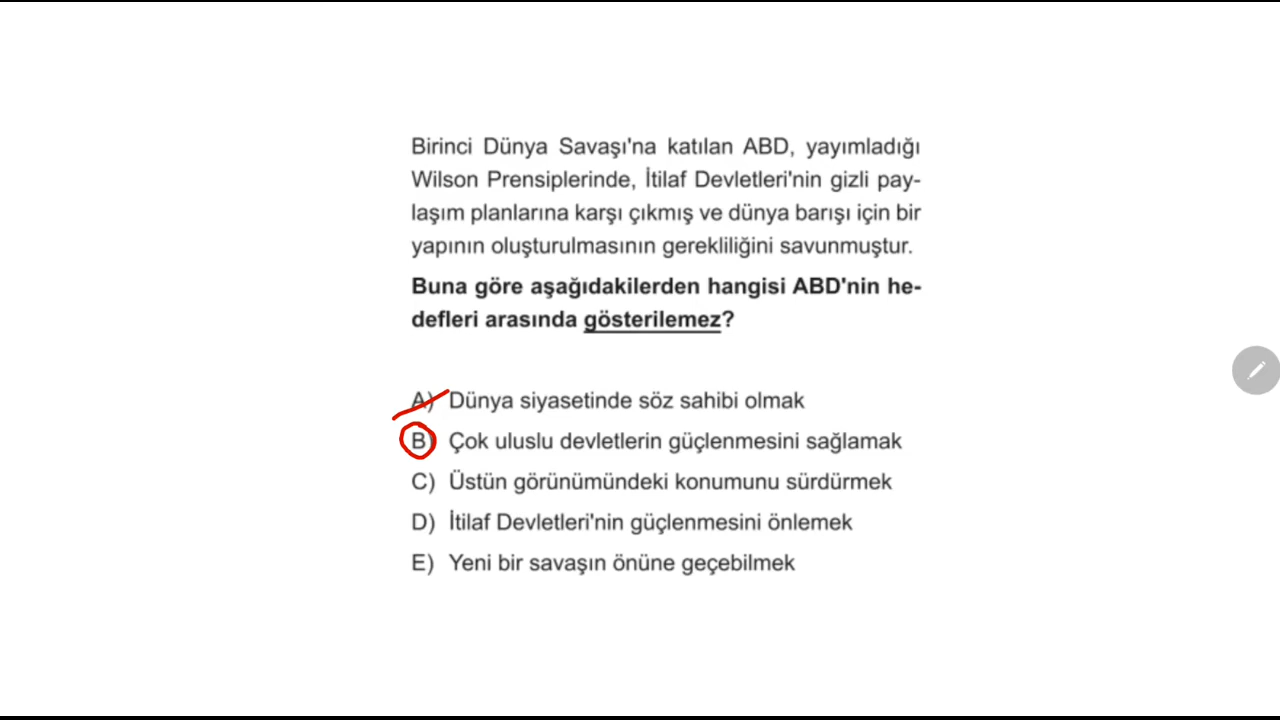 Birinci Dünya Savaşı'na katılan ABD, yayımladığı
Wilson Prensiplerinde, İtilaf Devletleri'nin gizli pay-
laşım planlarına karşı çıkmış ve dünya barışı için bir
yapının oluşturulmasının gerekliliğini savunmuştur.
Buna göre aşağıdakilerden hangisi ABD'nin he-
defleri arasında gösterilemez?
A) Dünya siyasetinde söz sahibi olmak
B) Çok uluslu devletlerin güçlenmesini sağlamak
C) Üstün görünümündeki konumunu sürdürmek
D) İtilaf Devletleri'nin güçlenmesini önlemek
E) Yeni bir savaşın önüne geçebilmek